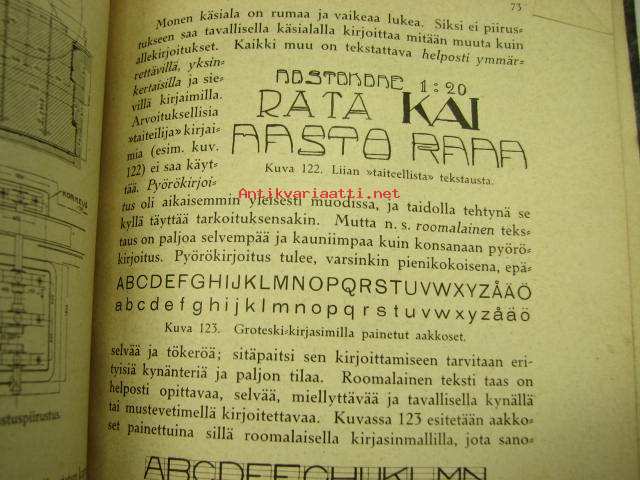 73
Monen käsiala on rumaa ja vaikeaa lukea. Siksi ei piirus-
tukseen saa tavallisella käsialalla kirjoittaa mitään muuta kuin
allekirjoitukset. Kaikki muu on tekstattava helposti ymmär-
rettävillä, yksin-
kertaisilla ja sie-
villä kirjaimilla.
Arvoituksellisia
»taiteilija» kirjai-
mia (esim. kuv.
122) ei saa käyt-
tää. Pyörökirjoi-
1:20
RATA KAI
AASTO RAAA
Kuva 122. Liian »taiteellista» tekstausta.
Antikvariaatti.net
tus oli aikaisemmin yleisesti muodissa, ja taidolla tehtynä se
kyllä täyttää tarkoituksensakin. Mutta n. s. roomalainen teks-
taus on paljoa selvempää ja kauniimpaa kuin konsanaan pyörö-
kirjoitus. Pyörökirjoitus tulee, varsinkin pienikokoisena, epä-
ABCDEFGHIJKLMNOPQRSTUVWXYZÅÄÖ
abcdefghijklmnopqrstuvwxyzåäö
Kuva 123. Groteski-kirjasimilla painetut aakkoset.
selvää ja tökeröä; sitäpaitsi sen kirjoittamiseen tarvitaan eri-
tyisiä kynänteriä ja paljon tilaa. Roomalainen teksti taas on
helposti opittavaa, selvää, miellyttävää ja tavallisella kynällä
tai mustevetimellä kirjoitettavaa. Kuvassa 123 esitetään aakko-
set painettuina sillä roomalaisella kirjasinmallilla, jota sano-
ABCDEFGHIJKLMN
KORKEUS
stuspiirustus.